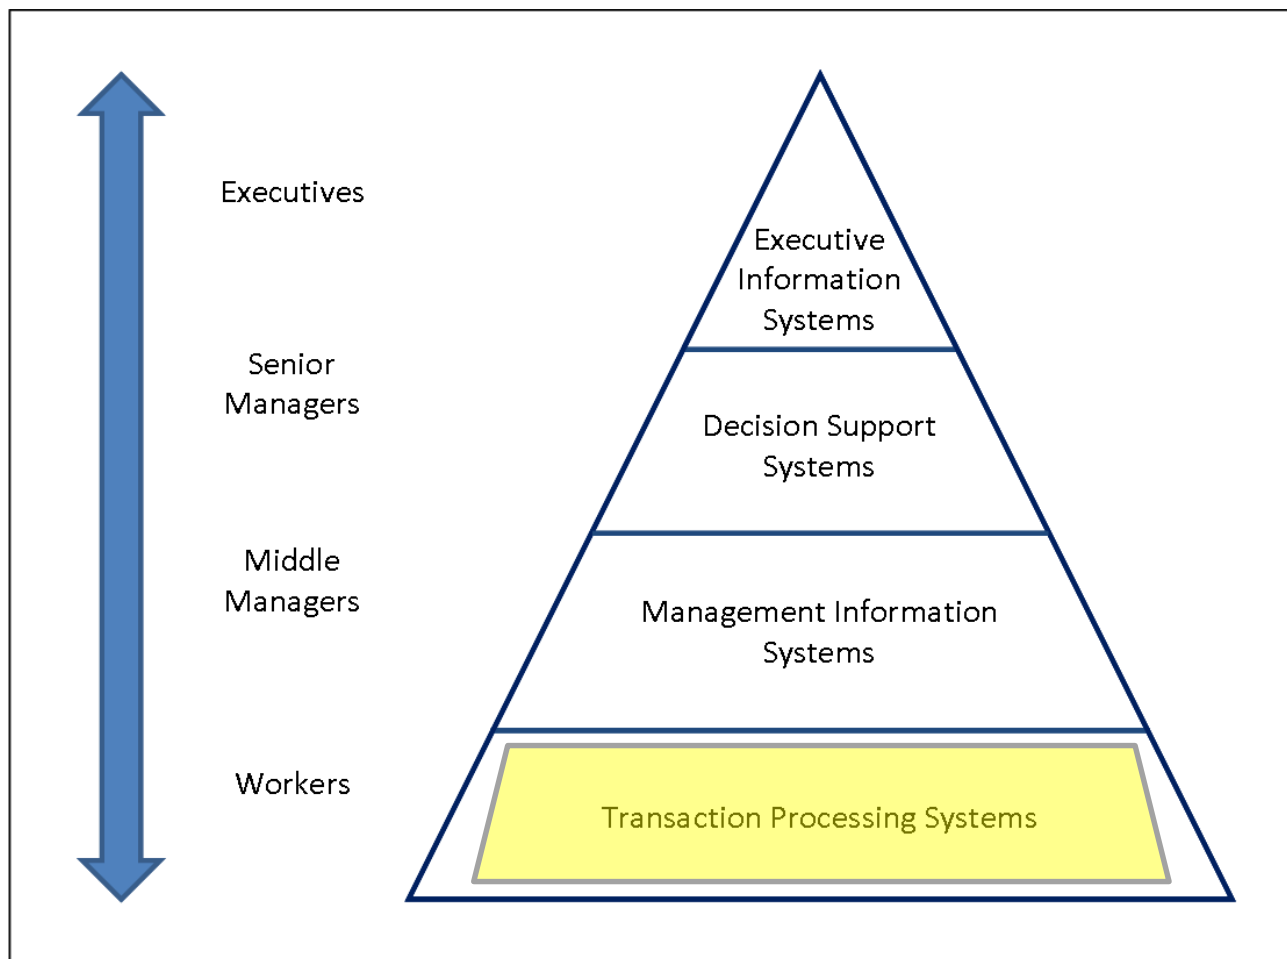 Executives
Senior
Managers
Middle
Managers
Workers
Executive
Information
Systems
Decision Support
Systems
Management Information
Systems
Transaction Processing Systems